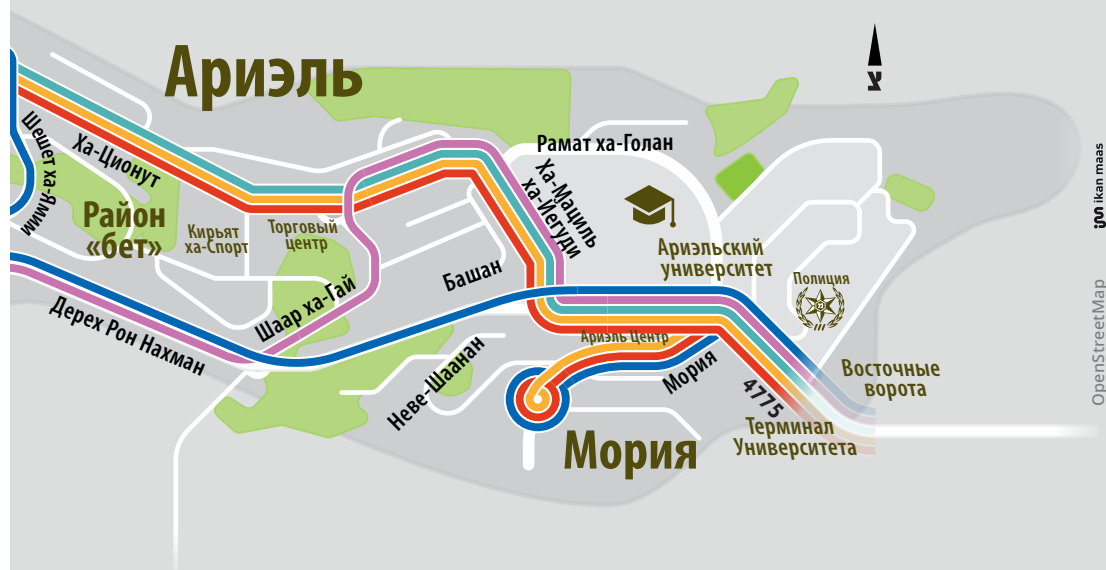 Ариэль
צ
Рамат ха-Голан
ikan maas
Шешет ха-Ямим
Ха-Ционут
Ха-Мациль
ха-Иегуди
Район
«бет»
Кирьят
ха-Спорт
Торговый
центр
Ариэльский
университет
Башан
Полиция
Шаар ха-Гай
Дерех Рон Нахман
OpenStreetMap
Ариэль Центр
Неве-Шаанан
Мория
4775
Восточные
ворота
Терминал
Университета
Мория